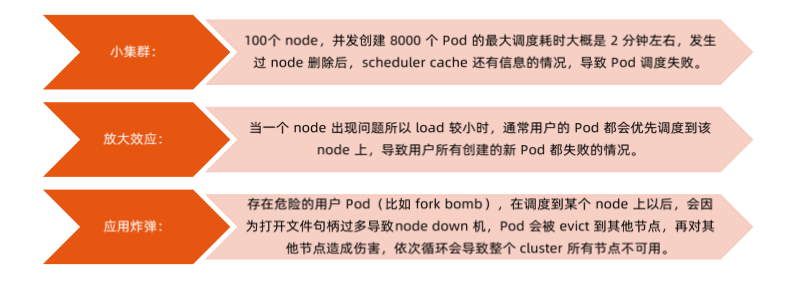 小集群：
100个 node，并发创建 8000 个 Pod 的最大调度耗时大概是 2 分钟左右，发生
过 node 删除后，scheduler cache 还有信息的情况，导致 Pod 调度失败。
放大效应：
当一个 node 出现问题所以 load 较小时，通常用户的 Pod 都会优先调度到该
node 上，导致用户所有创建的新 Pod 都失败的情况。
应用炸弹：
存在危险的用户 Pod（比如 fork bomb），在调度到某个 node 上以后，会因
为打开文件句柄过多导致node down 机，Pod 会被 evict 到其他节点，再对其
他节点造成伤害，依次循环会导致整个 cluster 所有节点不可用。